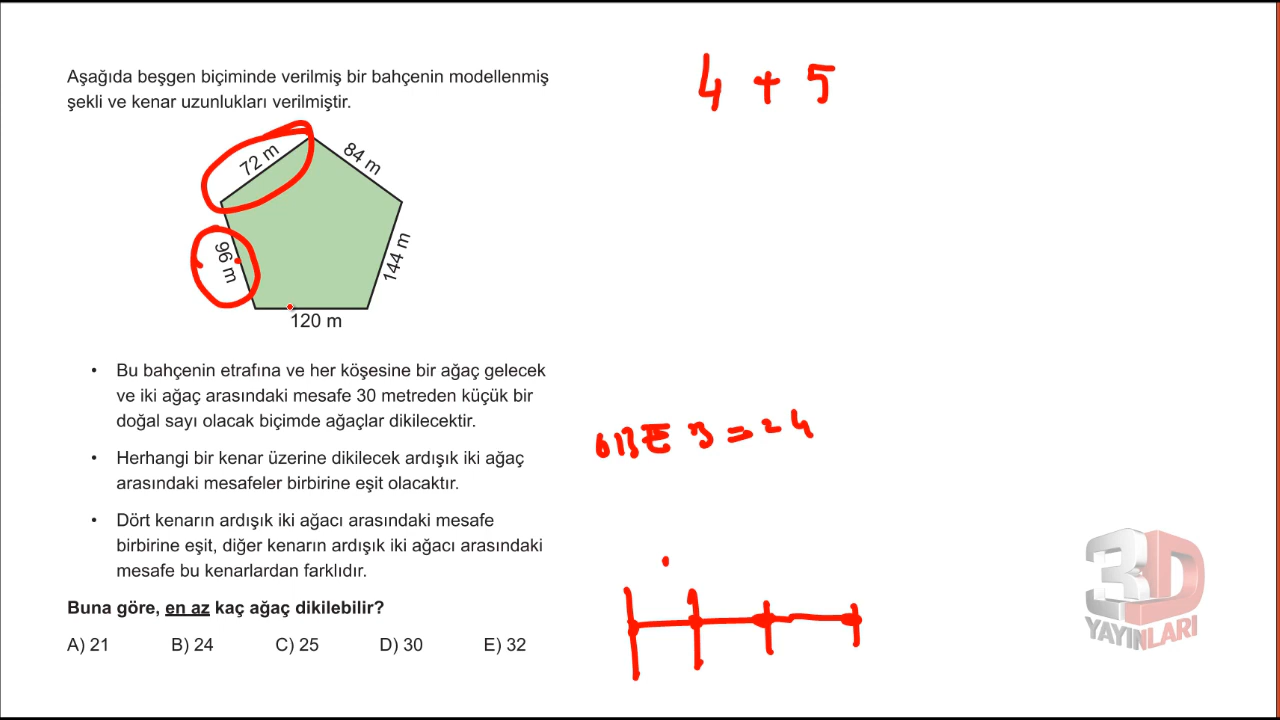 Aşağıda beşgen biçiminde verilmiş bir bahçenin modellenmiş
şekli ve kenar uzunlukları verilmiştir.
72 m
84 m
96 m
144 m
120 m
• Bu bahçenin etrafına ve her köşesine bir ağaç gelecek
ve iki ağaç arasındaki mesafe 30 metreden küçük bir
doğal sayı olacak biçimde ağaçlar dikilecektir.
• Herhangi bir kenar üzerine dikilecek ardışık iki ağaç
arasındaki mesafeler birbirine eşit olacaktır.
• Dört kenarın ardışık iki ağacı arasındaki mesafe
birbirine eşit, diğer kenarın ardışık iki ağacı arasındaki
mesafe bu kenarlardan farklıdır.
Buna göre, en az kaç ağaç dikilebilir?
A) 21 B) 24 C) 25 D) 30 E) 32
4 + 5
= 24
3D
YAYINLARI